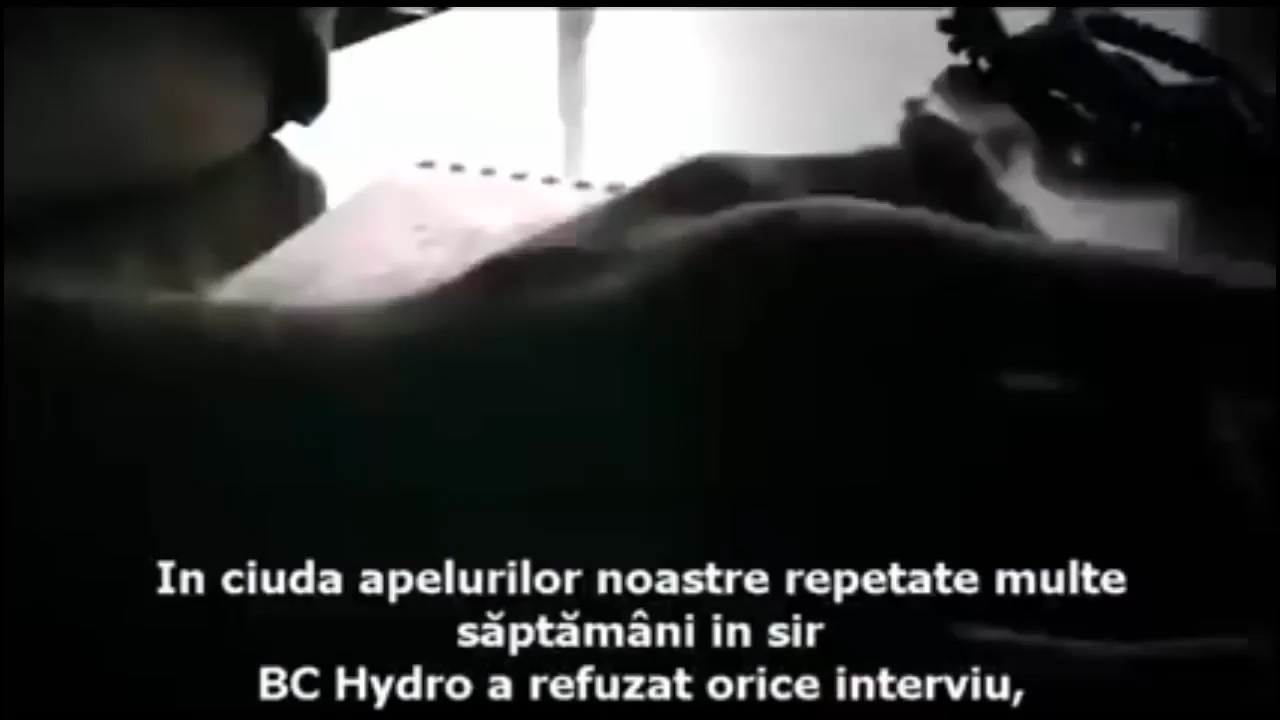 In ciuda apelurilor noastre repetate multe
săptămâni in sir
BC Hydro a refuzat orice interviu,